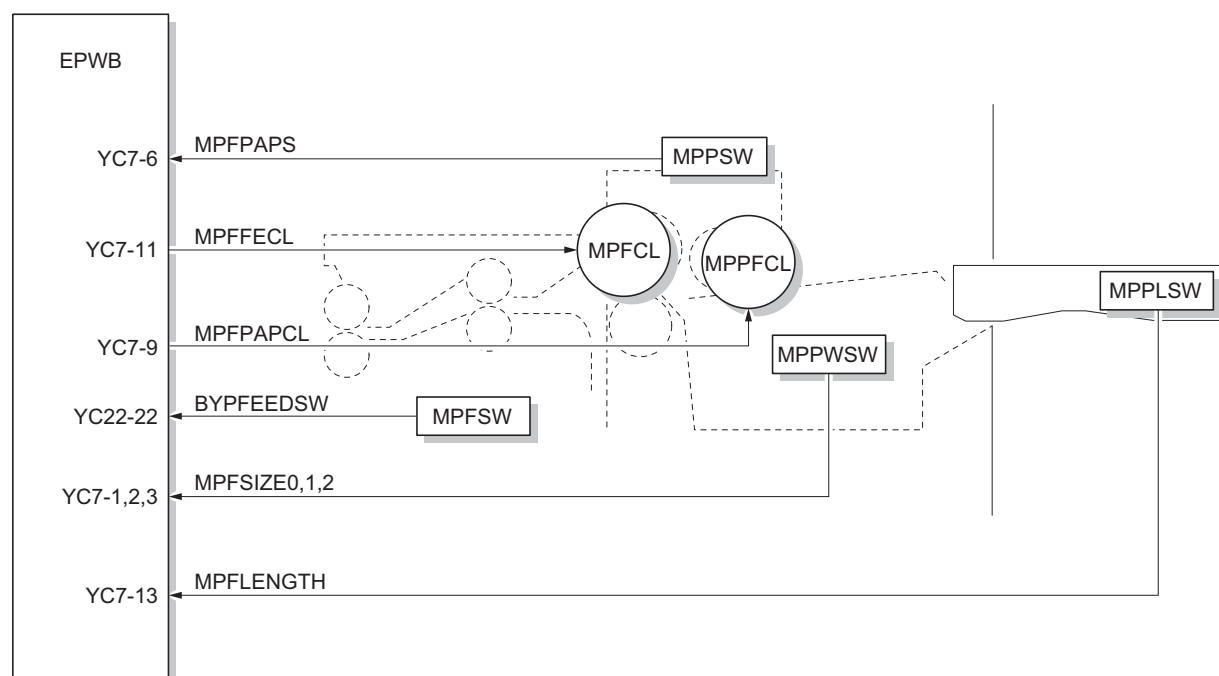 EPWB
YC7-6
MPFPAPS
MPPSW
YC7-11
MPFFECL
MPFCL
MPPFCL
MPPLSW
YC7-9
MPFPAPCL
MPPWSW
YC22-22
BYPFEEDSW
MPFSW
YC7-1,2,3
MPFSIZE0,1,2
YC7-13
MPFLENGTH